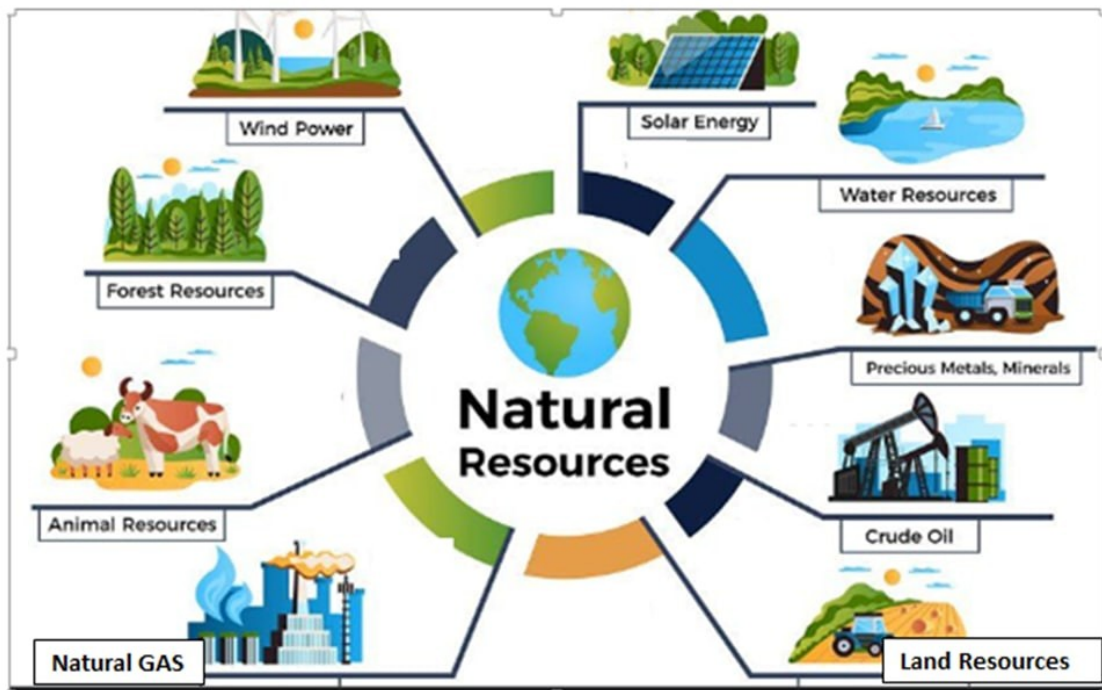 Wind Power
Solar Energy
Water Resources
Forest Resources
Precious Metals, Minerals
Natural
Resources
Animal Resources
Crude Oil
Natural GAS
Land Resources